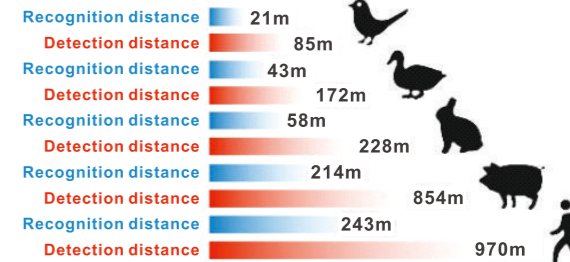 Recognition distance 21m
Detection distance 85m
Recognition distance 43m
Detection distance 172m
Recognition distance 58m
Detection distance 228m
Recognition distance 214m
Detection distance 854m
Recognition distance 243m
Detection distance 970m